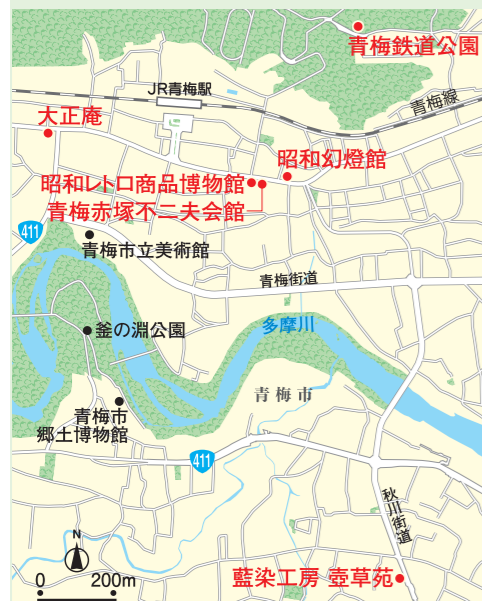 青梅鉄道公園
JR青梅駅
青梅線
大正庵
昭和幻燈館
昭和レトロ商品博物館
青梅赤塚不二夫会館
411
青梅市立美術館
青梅街道
多摩川
釜の淵公園
青梅市
青梅市
郷土博物館
411
秋川街道
N
0 200m
藍染工房 壺草苑